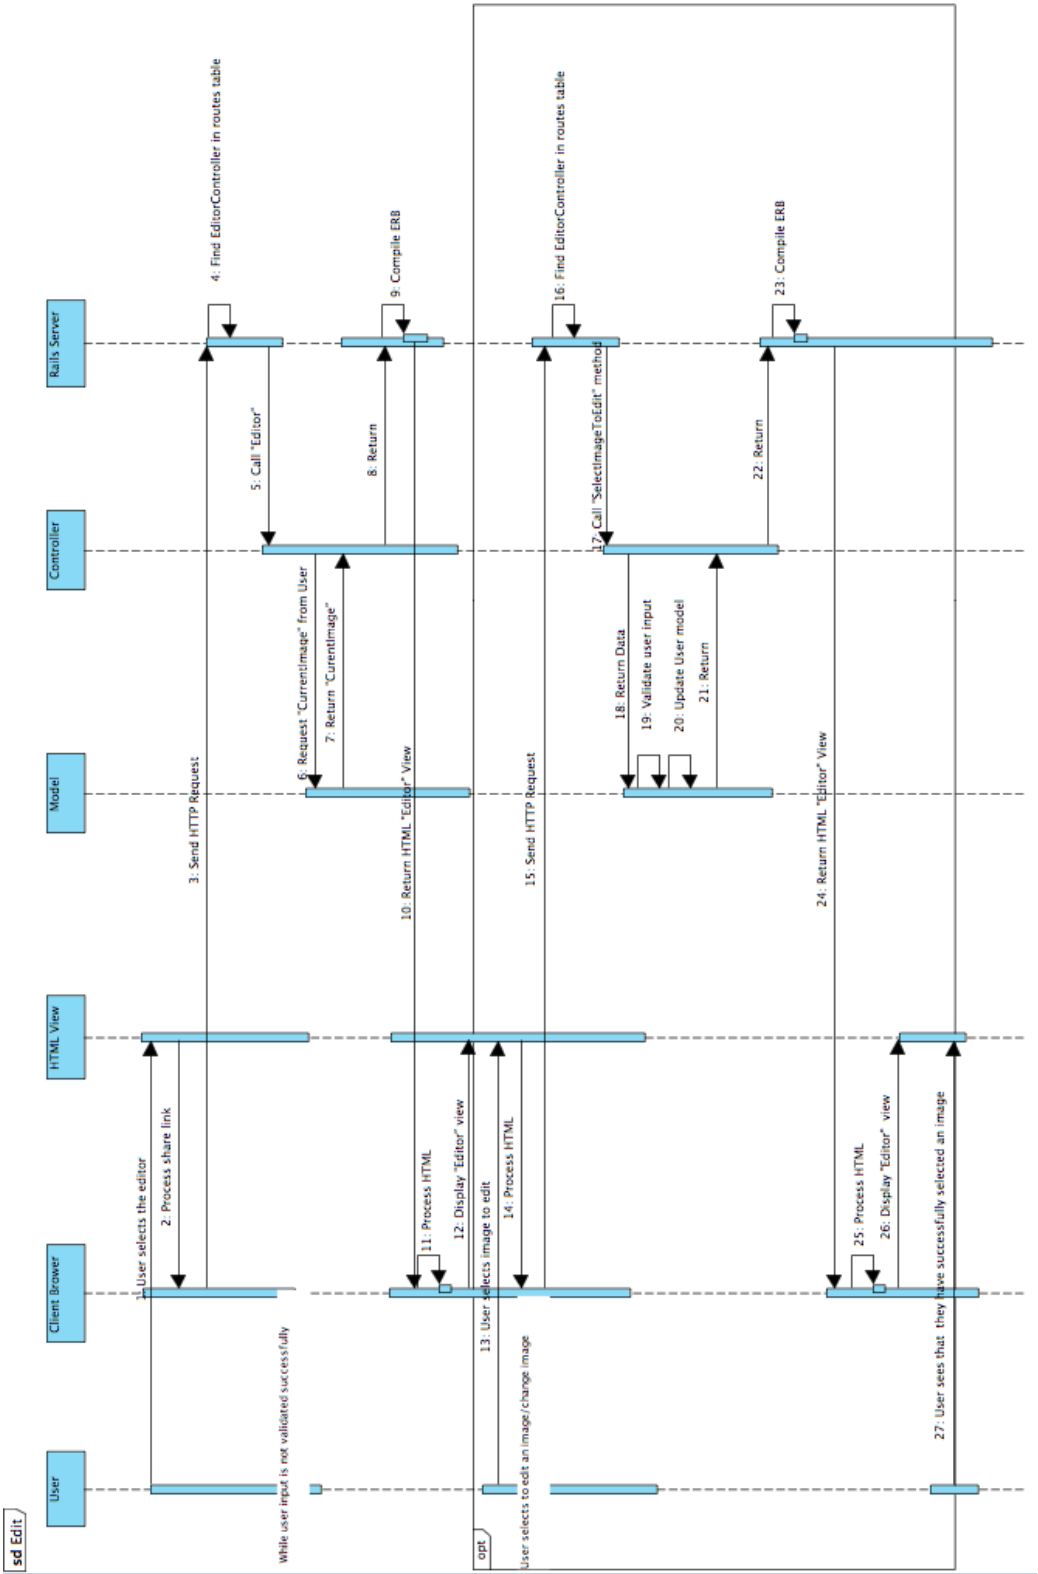 sd Edit
User
Client Brower
HTML View
Model
Controller
Rails Server
1: User selects the editor
2: Process share link
3: Send HTTP Request
4: Find EditorController in routes table
5: Call "Editor"
While user input is not validated successfully
6: Request "CurrentImage" from User
7: Return "CurentImage"
8: Return
9: Compile ERB
10: Return HTML "Editor" View
11: Process HTML
12: Display "Editor" view
opt
13: User selects image to edit
14: Process HTML
User selects to edit an image/change image
15: Send HTTP Request
16: Find EditorController in routes table
17: Call "SelectImageToEdit" method
18: Return Data
19: Validate user input
20: Update User model
21: Return
22: Return
23: Compile ERB
24: Return HTML "Editor" View
25: Process HTML
26: Display "Editor" view
27: User sees that they have successfully selected an image